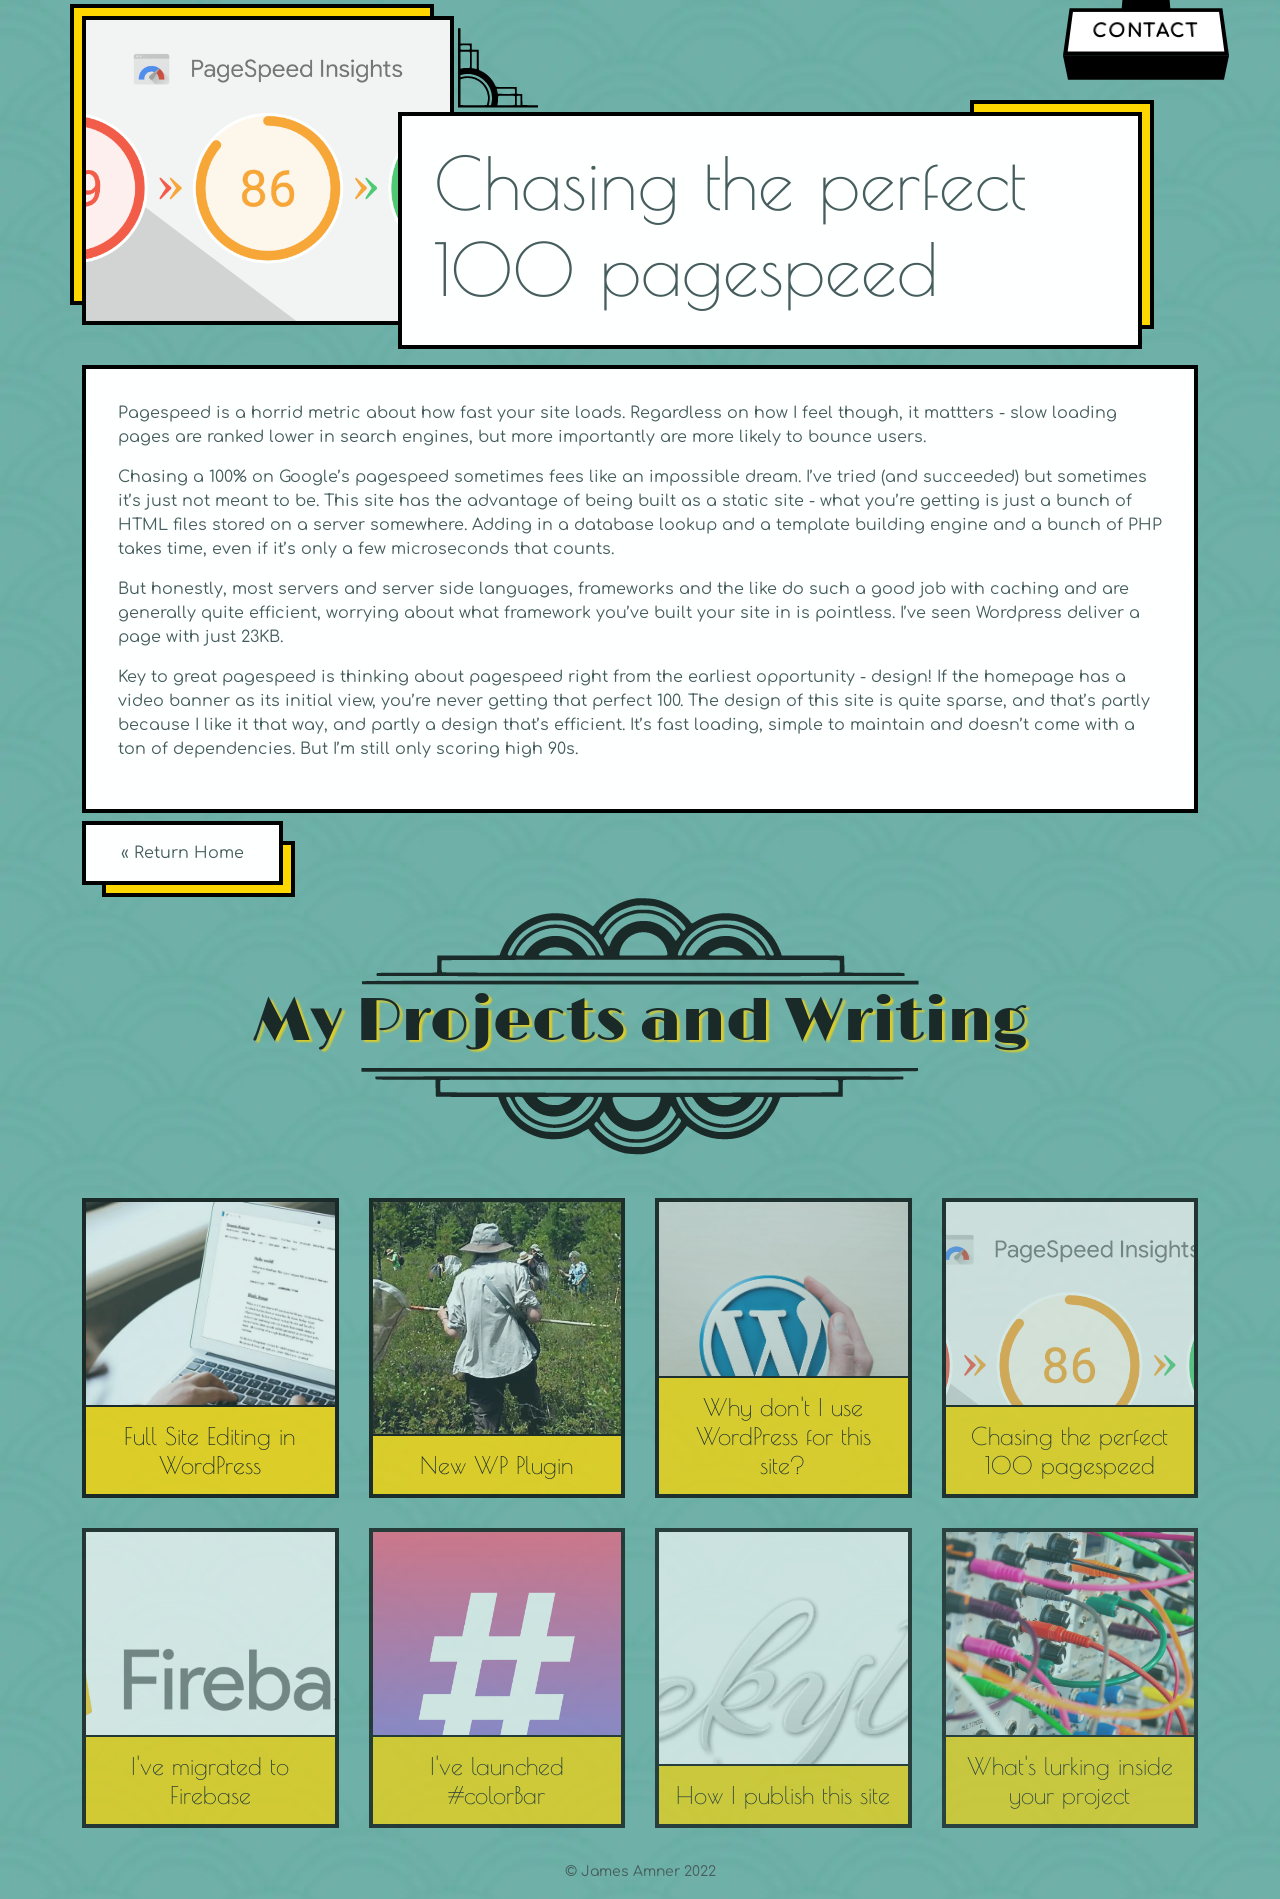 CONTACT
PageSpeed Insights
9 » 86 »
Chasing the perfect
100 pagespeed
Pagespeed is a horrid metric about how fast your site loads. Regardless on how I feel though, it mattters - slow loading
pages are ranked lower in search engines, but more importantly are more likely to bounce users.
Chasing a 100% on Google’s pagespeed sometimes fees like an impossible dream. I’ve tried (and succeeded) but sometimes
it’s just not meant to be. This site has the advantage of being built as a static site - what you’re getting is just a bunch of
HTML files stored on a server somewhere. Adding in a database lookup and a template building engine and a bunch of PHP
takes time, even if it’s only a few microseconds that counts.
But honestly, most servers and server side languages, frameworks and the like do such a good job with caching and are
generally quite efficient, worrying about what framework you’ve built your site in is pointless. I’ve seen Wordpress deliver a
page with just 23KB.
Key to great pagespeed is thinking about pagespeed right from the earliest opportunity - design! If the homepage has a
video banner as its initial view, you’re never getting that perfect 100. The design of this site is quite sparse, and that’s partly
because I like it that way, and partly a design that’s efficient. It’s fast loading, simple to maintain and doesn’t come with a
ton of dependencies. But I’m still only scoring high 90s.
« Return Home
My Projects and Writing
Full Site Editing in
WordPress
New WP Plugin
W
Why don't I use
WordPress for this
site?
PageSpeed Insights
» 86 »
Chasing the perfect
100 pagespeed
Fireba
I've migrated to
Firebase
#
I've launched
#colorBar
ekyl
How I publish this site
What's lurking inside
your project
© James Amner 2022